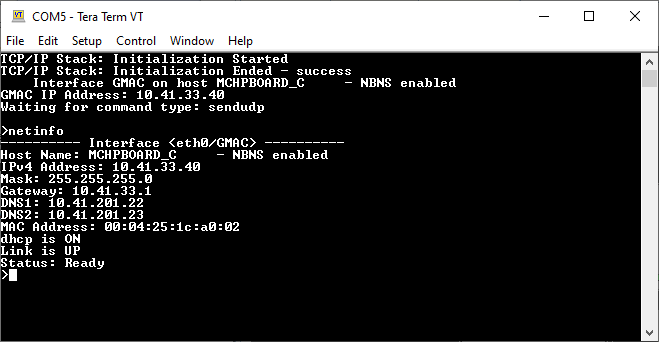 VT
COM5 - Tera Term VT
File Edit Setup Control Window Help
TCP/IP Stack: Initialization Started
TCP/IP Stack: Initialization Ended - success
    Interface GMAC on host MCHPBOARD_C     - NBNS enabled
GMAC IP Address: 10.41.33.40
Waiting for command type: sendudp
>netinfo
---------- Interface <eth0/GMAC> ----------
Host Name: MCHPBOARD_C     - NBNS enabled
IPv4 Address: 10.41.33.40
Mask: 255.255.255.0
Gateway: 10.41.33.1
DNS1: 10.41.201.22
DNS2: 10.41.201.23
MAC Address: 00:04:25:1c:a0:02
dhcp is ON
Link is UP
Status: Ready
>